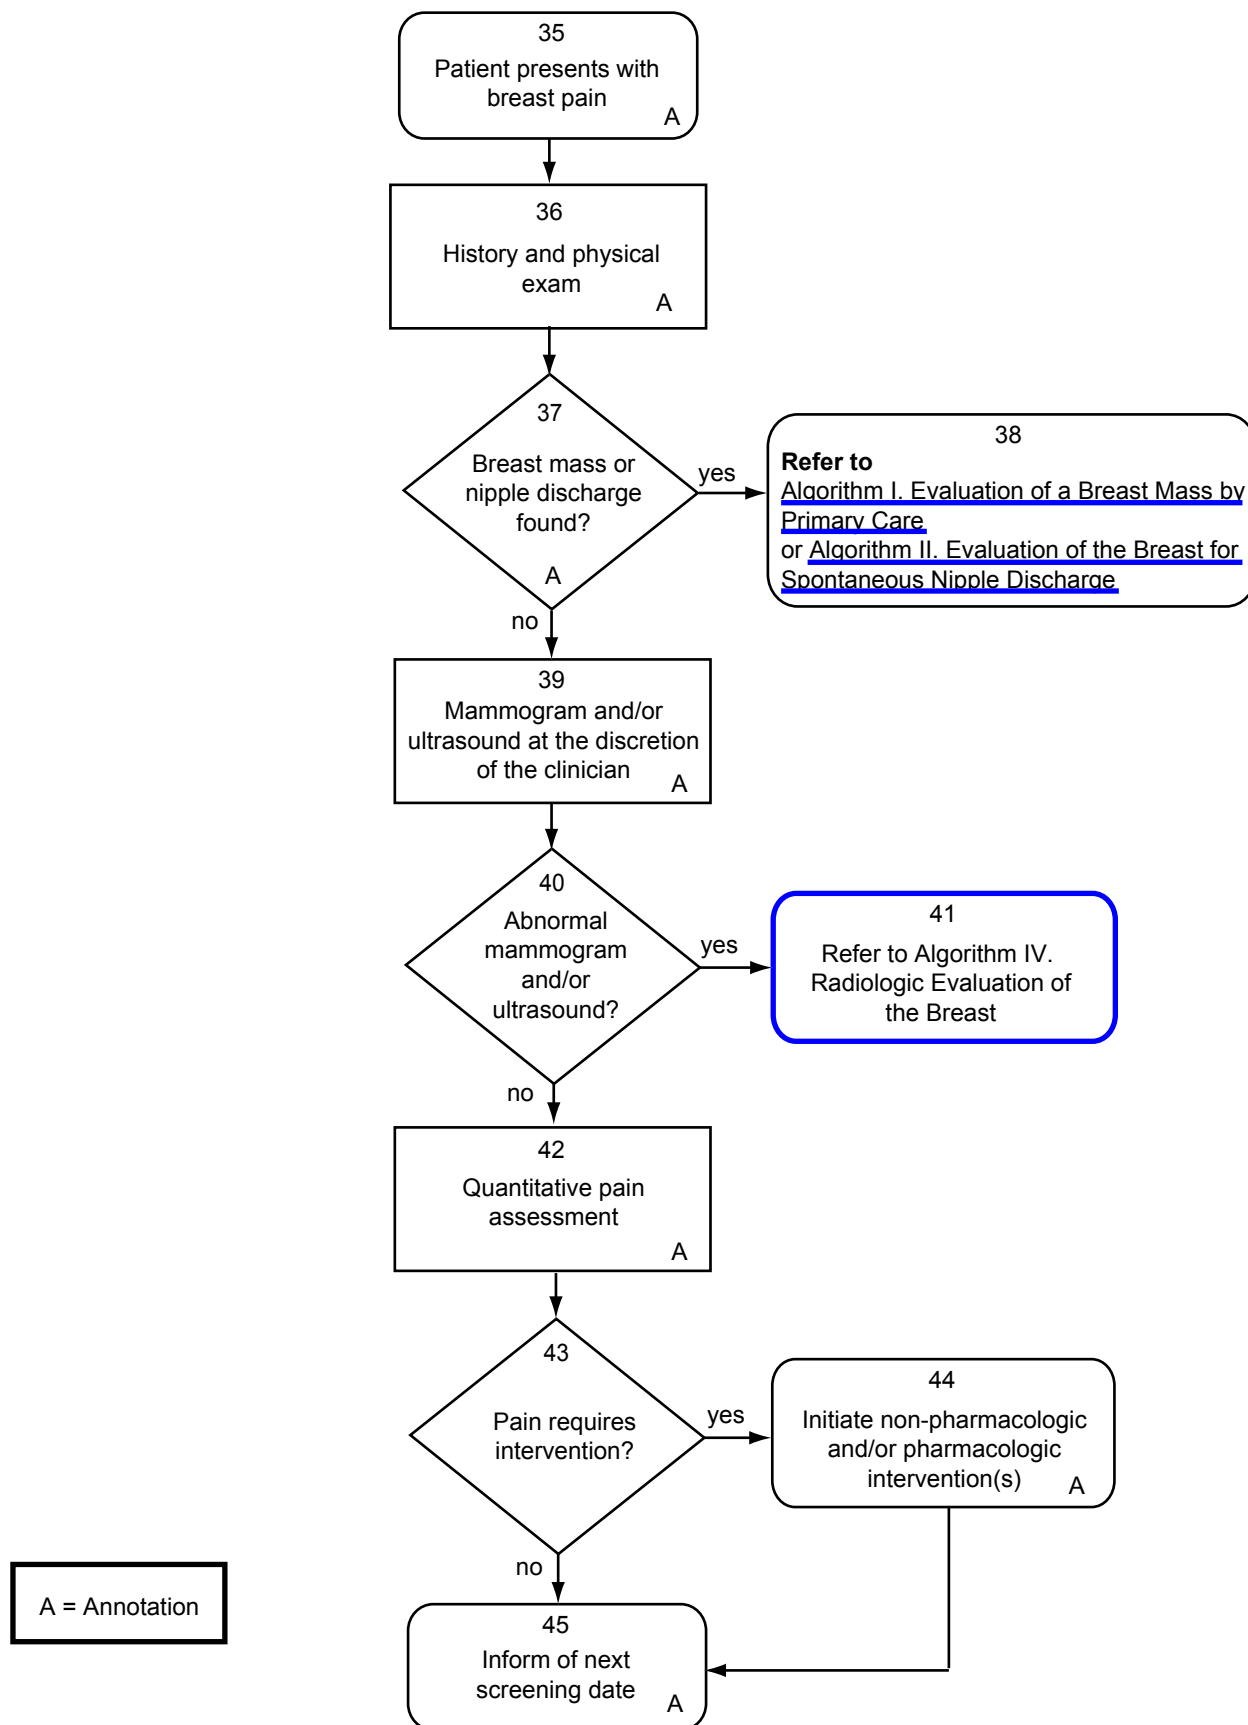 35
Patient presents with
breast pain
A
36
History and physical
exam
A
37
Breast mass or
nipple discharge
found?
A
yes
38
Refer to
Algorithm I. Evaluation of a Breast Mass by
Primary Care
or Algorithm II. Evaluation of the Breast for
Spontaneous Nipple Discharge
no
39
Mammogram and/or
ultrasound at the discretion
of the clinician
A
40
Abnormal
mammogram
and/or
ultrasound?
yes
41
Refer to Algorithm IV.
Radiologic Evaluation of
the Breast
no
42
Quantitative pain
assessment
A
43
Pain requires
intervention?
yes
44
Initiate non-pharmacologic
and/or pharmacologic
intervention(s)
A
no
45
Inform of next
screening date
A
A = Annotation